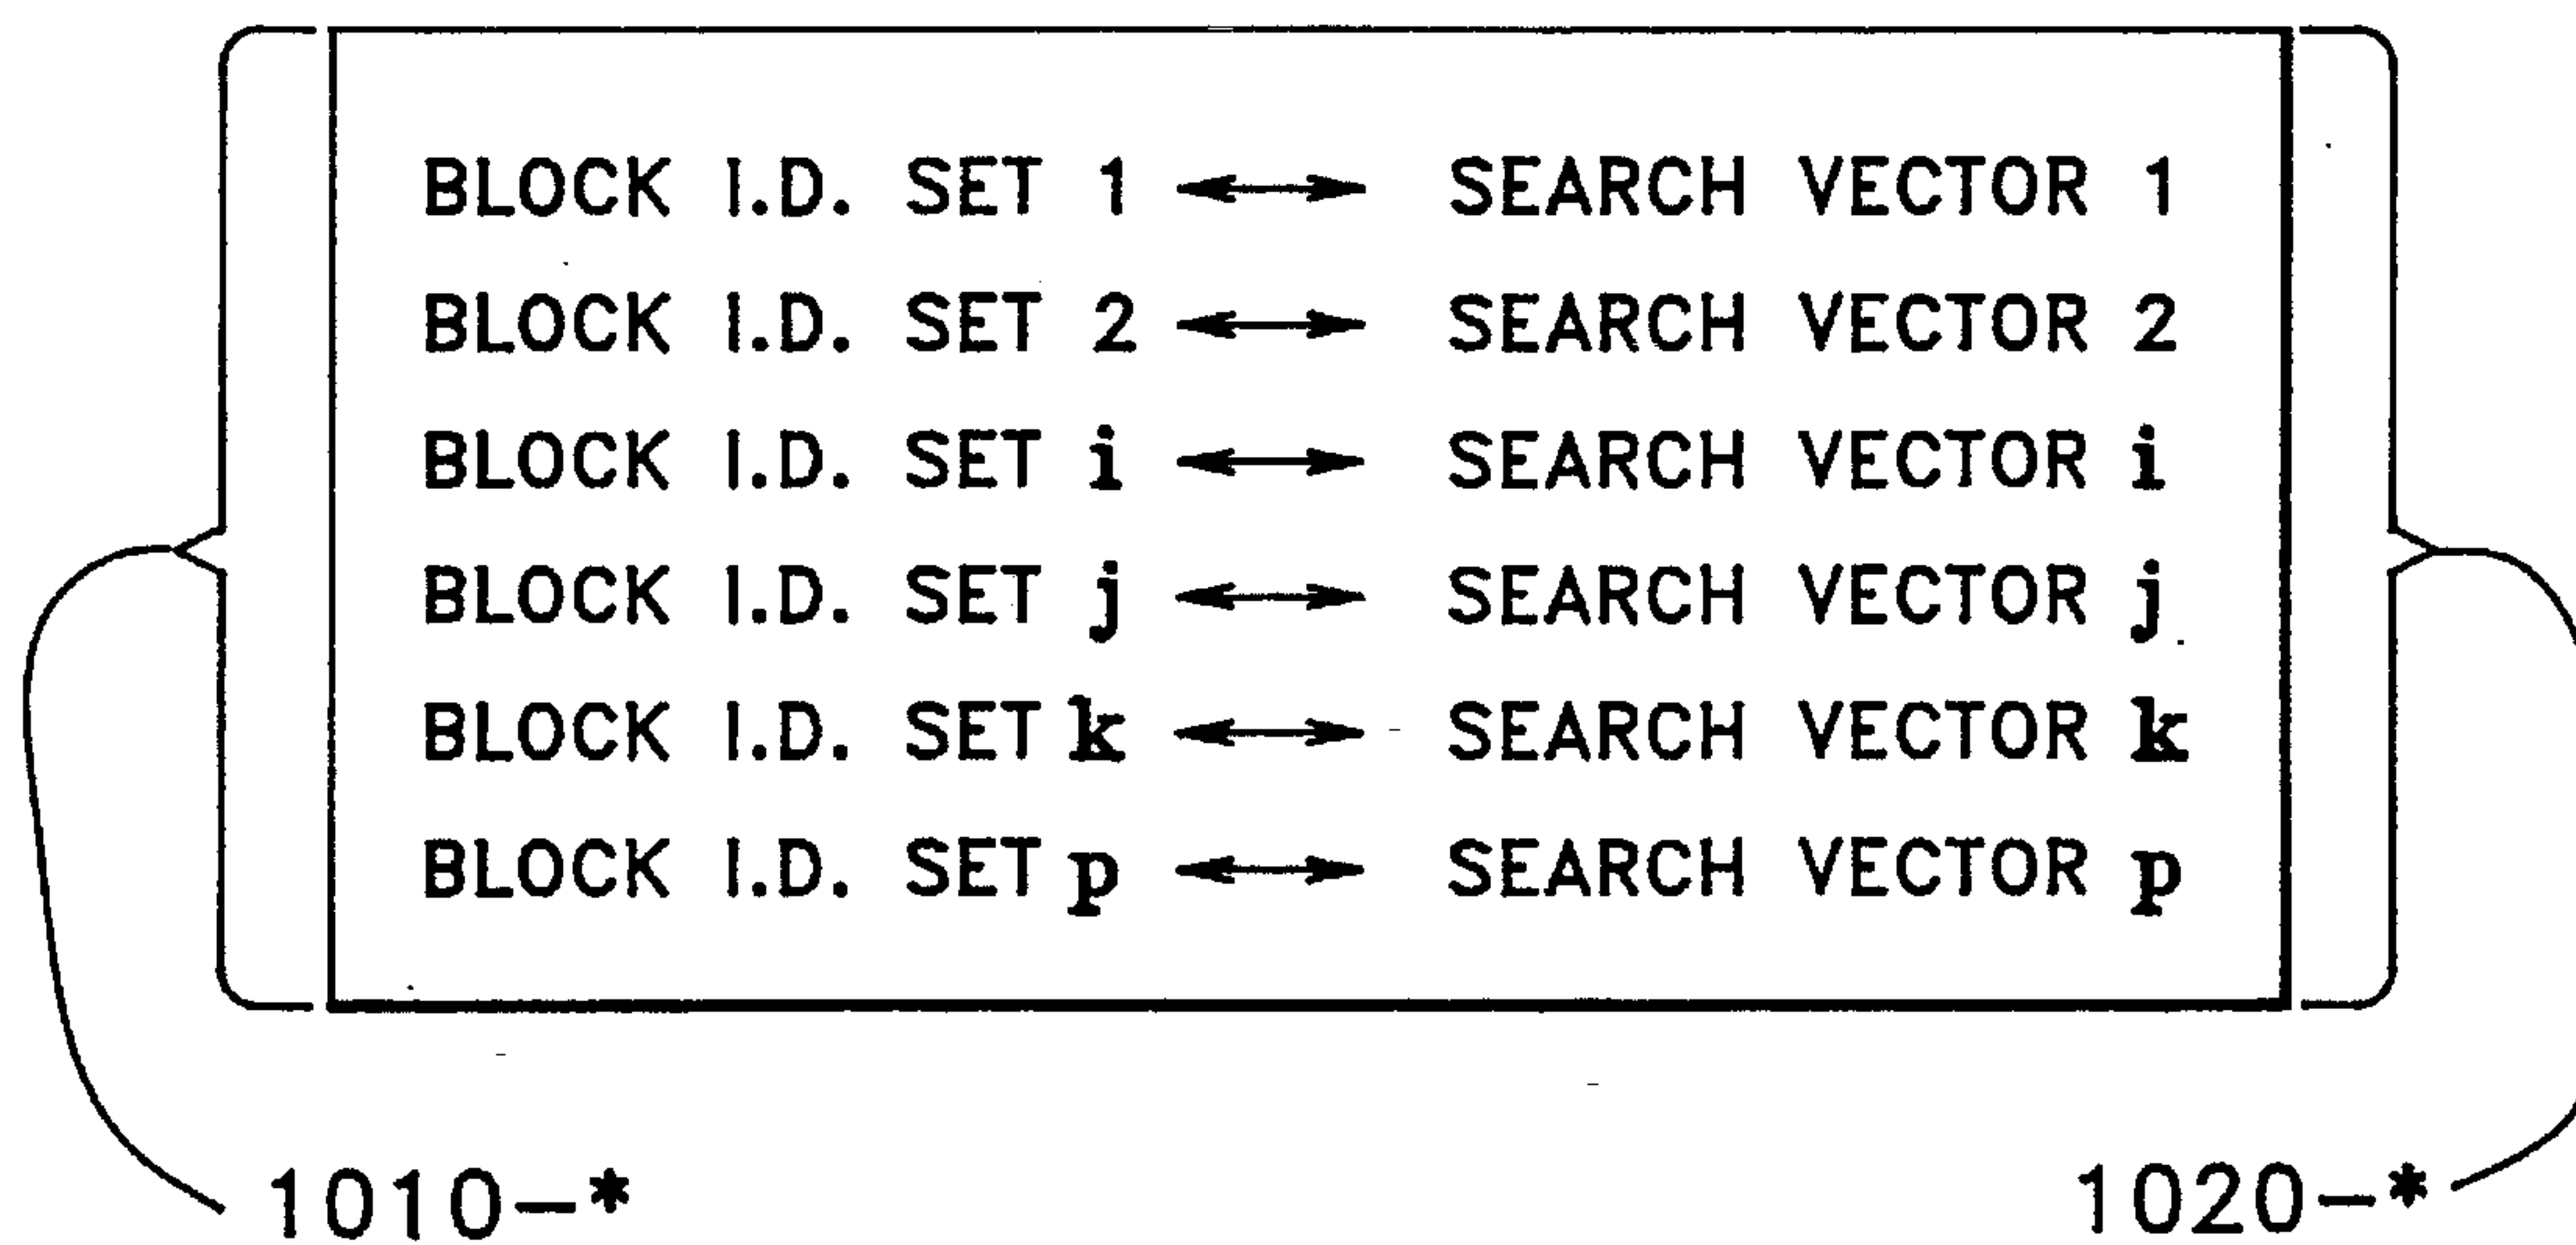 BLOCK I.D. SET 1 ⟷ SEARCH VECTOR 1
BLOCK I.D. SET 2 ⟷ SEARCH VECTOR 2
BLOCK I.D. SET i ⟷ SEARCH VECTOR i
BLOCK I.D. SET j ⟷ SEARCH VECTOR j
BLOCK I.D. SET k ⟷ SEARCH VECTOR k
BLOCK I.D. SET p ⟷ SEARCH VECTOR p
1010-* 1020-*